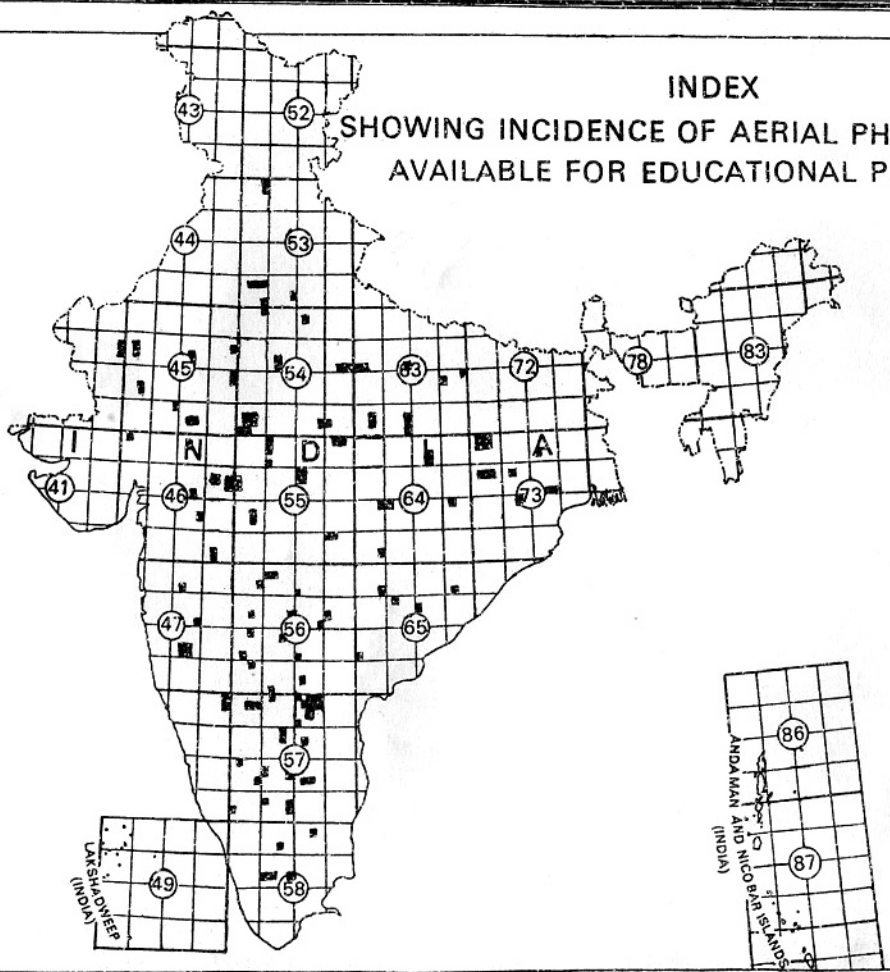 INDEX
SHOWING INCIDENCE OF AERIAL PH
AVAILABLE FOR EDUCATIONAL P
43
52
44
53
45
54
63
72
78
83
I N D I A
41
46
55
64
73
47
56
65
57
86
ANDAMAN AND NICOBAR ISLANDS
(INDIA)
87
LAKSHADWEEP
(INDIA)
49
58